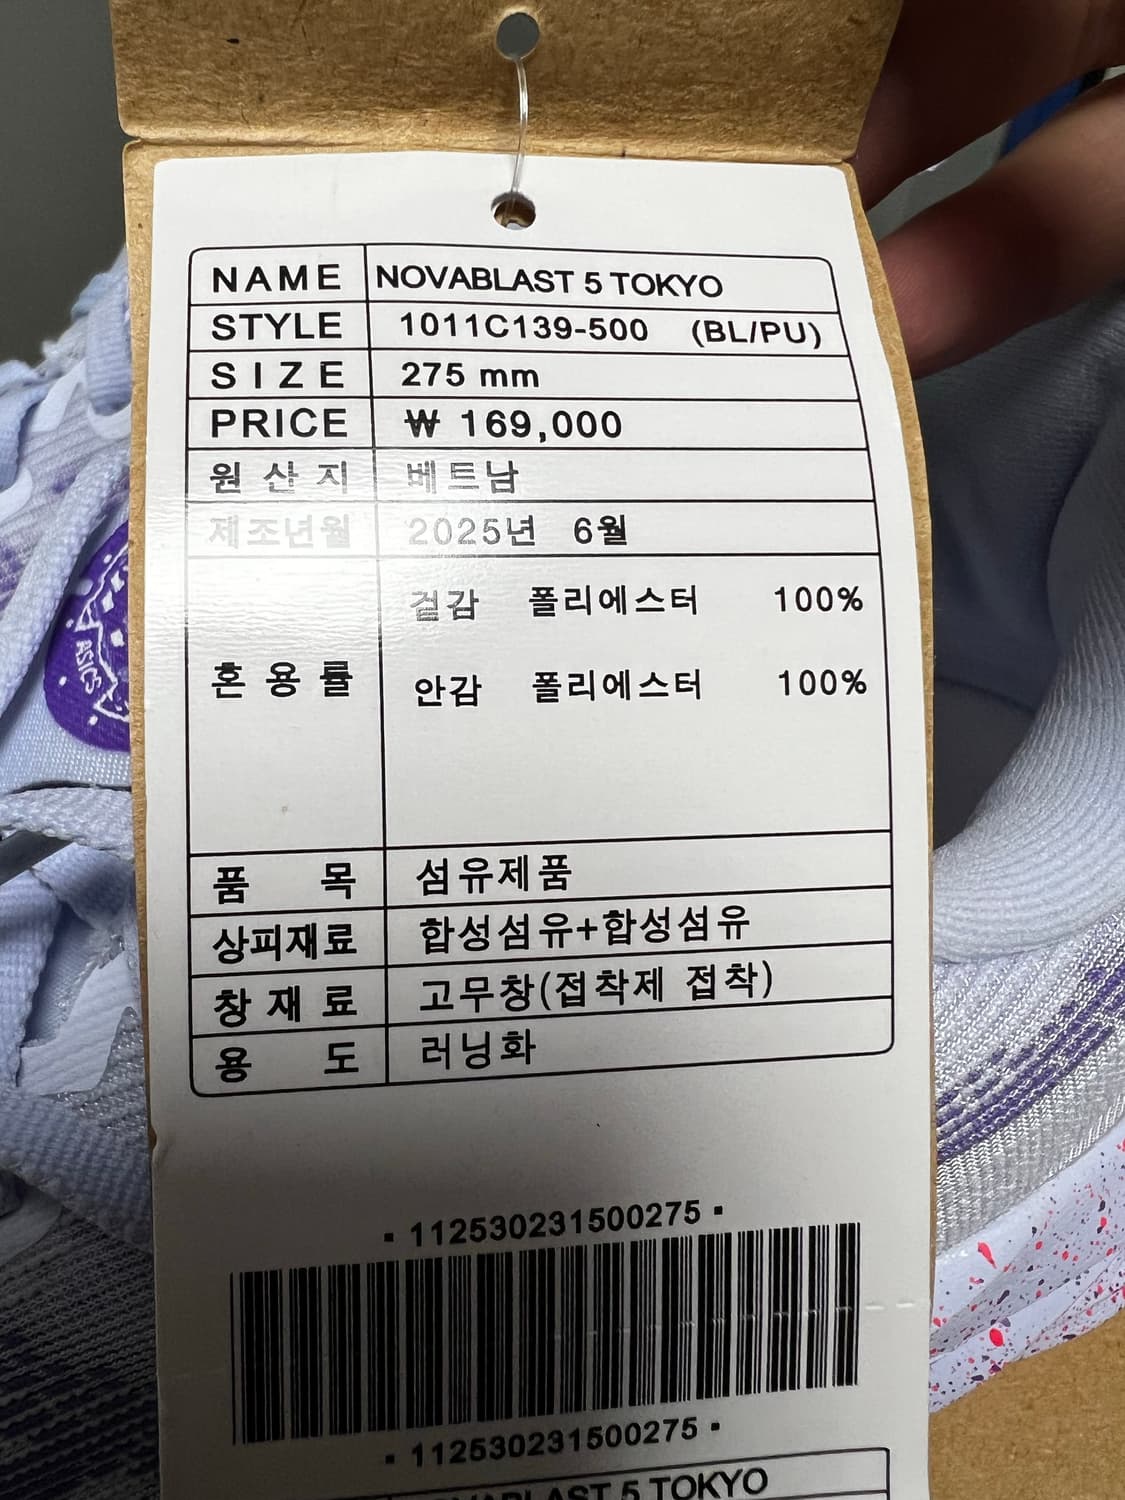 NAME NOVABLAST 5 TOKYO
STYLE 1011C139-500 (BL/PU)
SIZE 275 mm
PRICE ₩ 169,000
원산지 베트남
제조년월 2025년 6월
겉감 폴리에스터 100%
혼용률
안감 폴리에스터 100%
품목 섬유제품
상피재료 합성섬유+합성섬유
창재료 고무창(접착제 접착)
용도 러닝화
▪ 112530231500275 ▪
▪ 112530231500275 ▪
NOVABLAST 5 TOKYO
ASICS